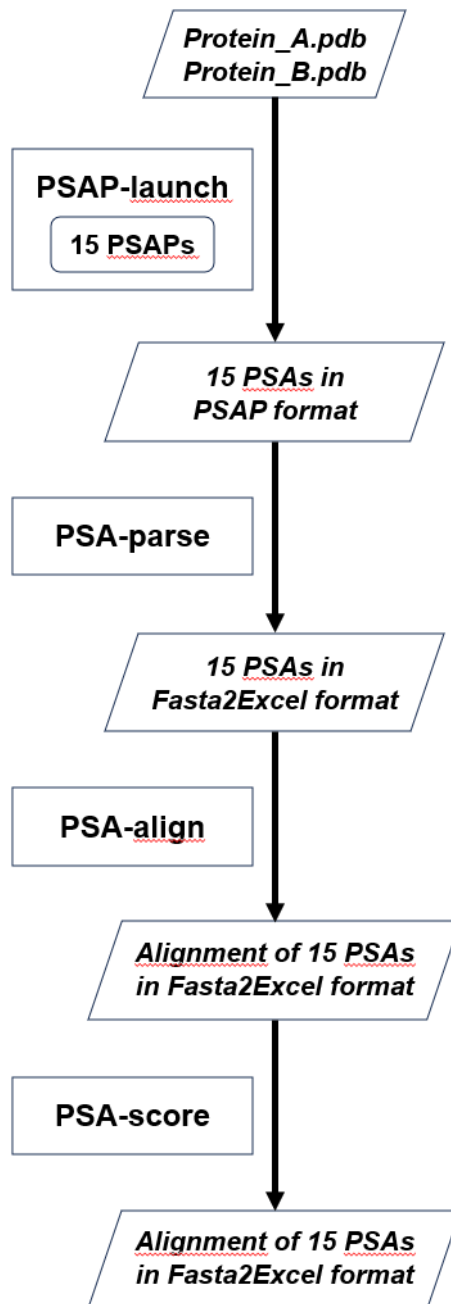 Protein_A.pdb
Protein_B.pdb
PSAP-launch
15 PSAPs
15 PSAs in
PSAP format
PSA-parse
15 PSAs in
Fasta2Excel format
PSA-align
Alignment of 15 PSAs
in Fasta2Excel format
PSA-score
Alignment of 15 PSAs
in Fasta2Excel format